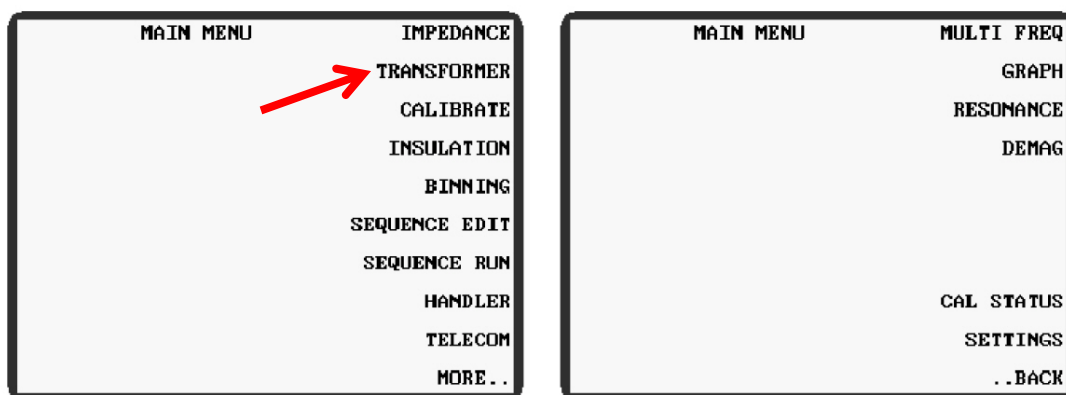 MAIN MENU IMPEDANCE
TRANSFORMER
CALIBRATE
INSULATION
BINNING
SEQUENCE EDIT
SEQUENCE RUN
HANDLER
TELECOM
MORE..
MAIN MENU MULTI FREQ
GRAPH
RESONANCE
DEMAG
CAL STATUS
SETTINGS
..BACK